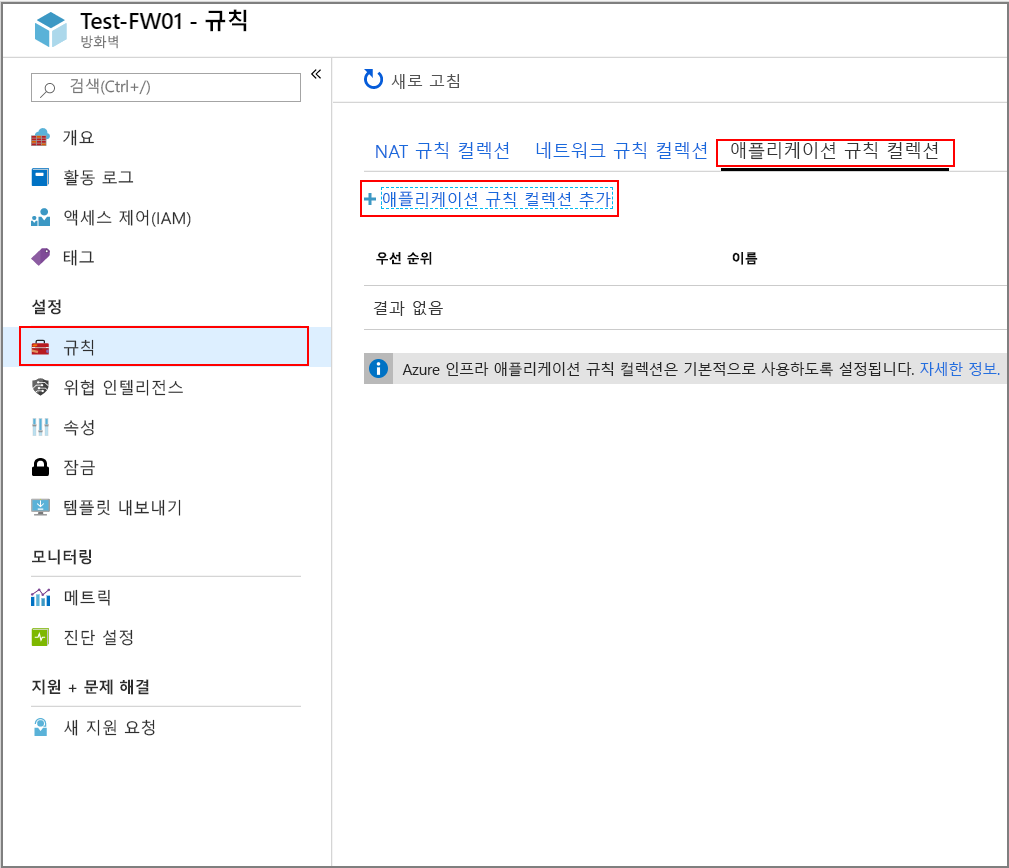 Test-FW01 - 규칙
방화벽
검색(Ctrl+/)
«
개요
활동 로그
액세스 제어(IAM)
태그
설정
규칙
위협 인텔리전스
속성
잠금
템플릿 내보내기
모니터링
메트릭
진단 설정
지원 + 문제 해결
새 지원 요청
새로 고침
NAT 규칙 컬렉션 네트워크 규칙 컬렉션 애플리케이션 규칙 컬렉션
+ 애플리케이션 규칙 컬렉션 추가
우선 순위 이름
결과 없음
Azure 인프라 애플리케이션 규칙 컬렉션은 기본적으로 사용하도록 설정됩니다. 자세한 정보.